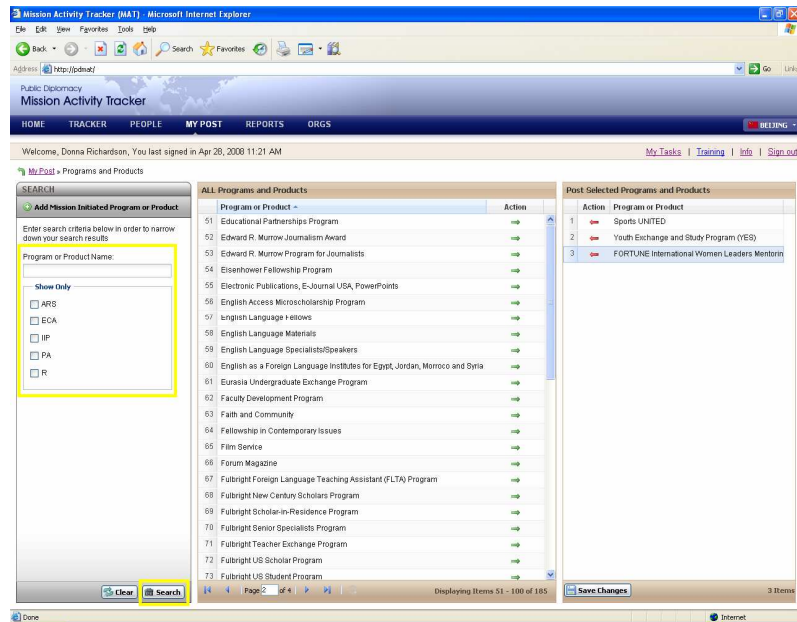 Mission Activity Tracker (MAT) - Microsoft Internet Explorer
File Edit View Favorites Tools Help
Back Search Favorites
Address http://pdmat/ Go Links
Public Diplomacy
Mission Activity Tracker
HOME TRACKER PEOPLE MY POST REPORTS ORGS BEIJING
Welcome, Donna Richardson, You last signed in Apr 28, 2008 11:21 AM My Tasks | Training | Info | Sign out
My Post » Programs and Products
SEARCH
Add Mission Initiated Program or Product
Enter search criteria below in order to narrow
down your search results
Program or Product Name:
Show Only
ARS
ECA
IIP
PA
R
Clear Search
ALL Programs and Products
Program or Product Action
51 Educational Partnerships Program
52 Edward R. Murrow Journalism Award
53 Edward R. Murrow Program for Journalists
54 Eisenhower Fellowship Program
55 Electronic Publications, E-Journal USA, PowerPoints
56 English Access Microscholarship Program
57 English Language Fellows
58 English Language Materials
59 English Language Specialists/Speakers
60 English as a Foreign Language Institutes for Egypt, Jordan, Morroco and Syria
61 Eurasia Undergraduate Exchange Program
62 Faculty Development Program
63 Faith and Community
64 Fellowship in Contemporary Issues
65 Film Service
66 Forum Magazine
67 Fulbright Foreign Language Teaching Assistant (FLTA) Program
68 Fulbright New Century Scholars Program
69 Fulbright Scholar-in-Residence Program
70 Fulbright Senior Specialists Program
71 Fulbright Teacher Exchange Program
72 Fulbright US Scholar Program
73 Fulbright US Student Program
Page 2 of 4 Displaying Items 51 - 100 of 185
Post Selected Programs and Products
Action Program or Product
1 Sports UNITED
2 Youth Exchange and Study Program (YES)
3 FORTUNE International Women Leaders Mentorin
Save Changes 3 Items
Done Internet